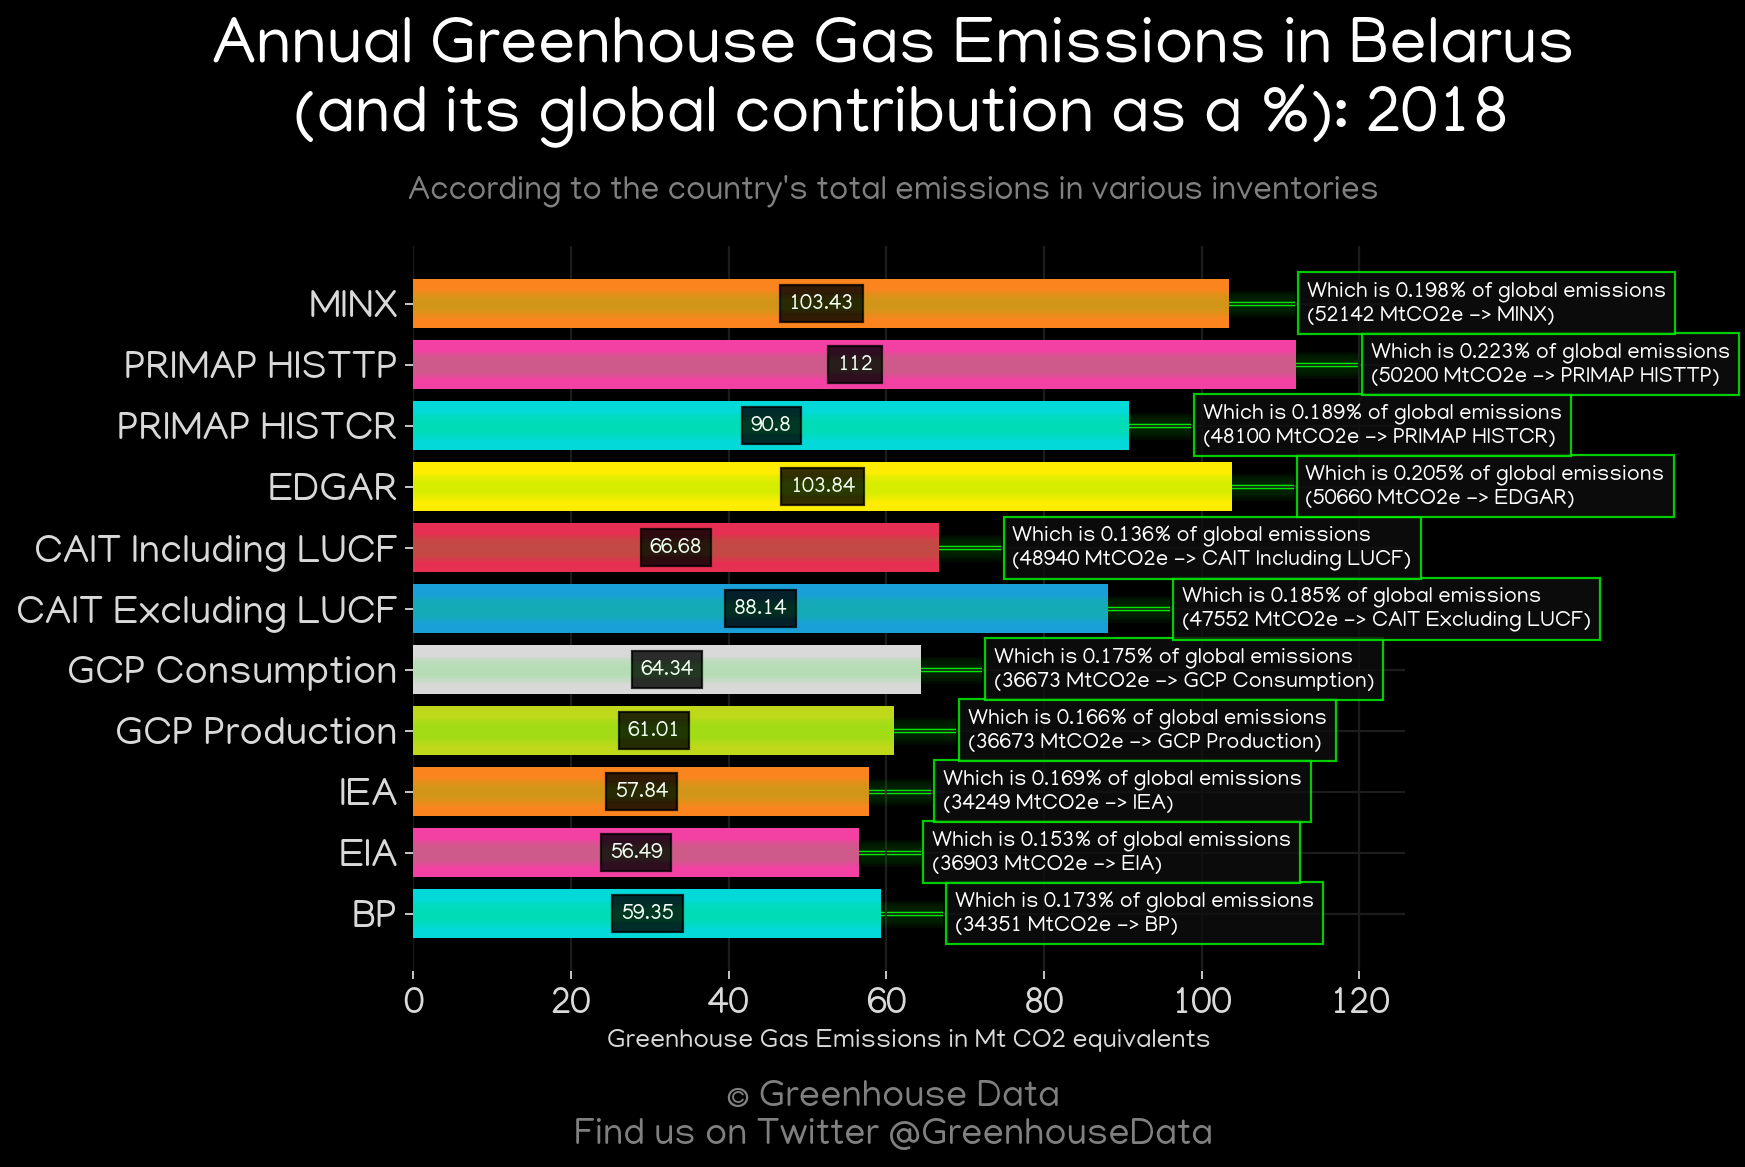 Annual Greenhouse Gas Emissions in Belarus
(and its global contribution as a %): 2018
According to the country's total emissions in various inventories
MINX
103.43
Which is 0.198% of global emissions
(52142 MtCO2e -> MINX)
PRIMAP HISTTP
112
Which is 0.223% of global emissions
(50200 MtCO2e -> PRIMAP HISTTP)
PRIMAP HISTCR
90.8
Which is 0.189% of global emissions
(48100 MtCO2e -> PRIMAP HISTCR)
EDGAR
103.84
Which is 0.205% of global emissions
(50660 MtCO2e -> EDGAR)
CAIT Including LUCF
66.68
Which is 0.136% of global emissions
(48940 MtCO2e -> CAIT Including LUCF)
CAIT Excluding LUCF
88.14
Which is 0.185% of global emissions
(47552 MtCO2e -> CAIT Excluding LUCF)
GCP Consumption
64.34
Which is 0.175% of global emissions
(36673 MtCO2e -> GCP Consumption)
GCP Production
61.01
Which is 0.166% of global emissions
(36673 MtCO2e -> GCP Production)
IEA
57.84
Which is 0.169% of global emissions
(34249 MtCO2e -> IEA)
EIA
56.49
Which is 0.153% of global emissions
(36903 MtCO2e -> EIA)
BP
59.35
Which is 0.173% of global emissions
(34351 MtCO2e -> BP)
0 20 40 60 80 100 120
Greenhouse Gas Emissions in Mt CO2 equivalents
© Greenhouse Data
Find us on Twitter @GreenhouseData